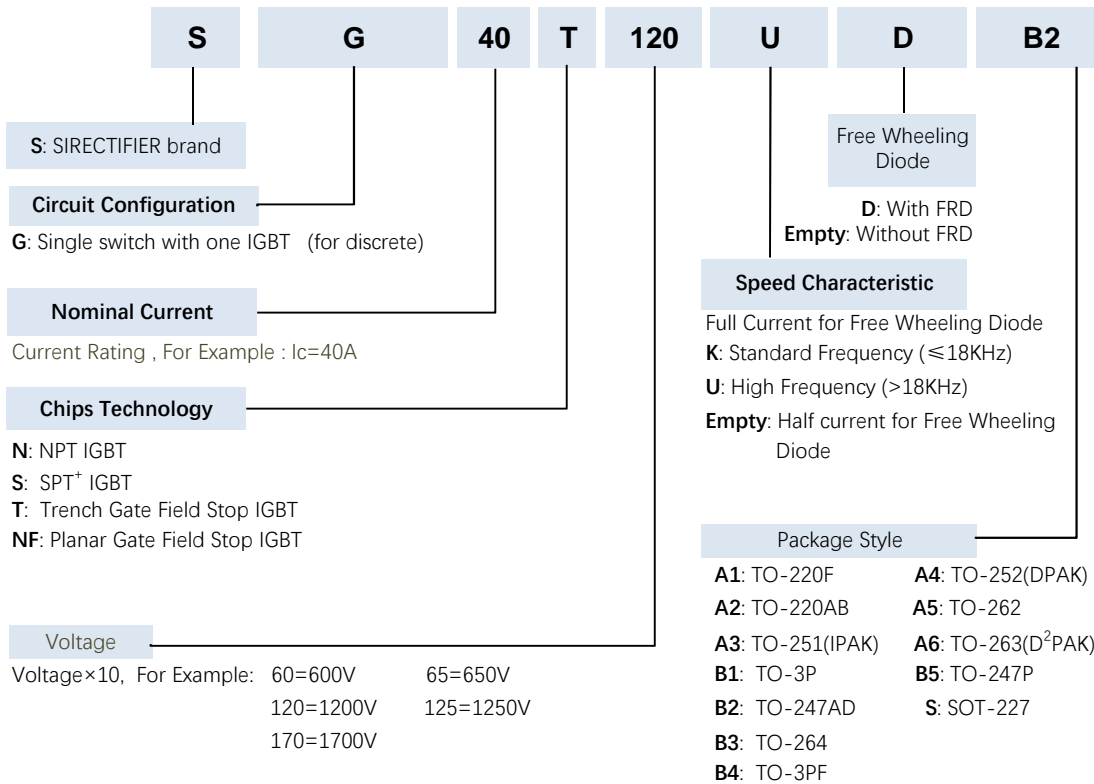 S G 40 T 120 U D B2
S: SIRECTIFIER brand
Circuit Configuration
G: Single switch with one IGBT (for discrete)
Nominal Current
Current Rating , For Example : Ic=40A
Chips Technology
N: NPT IGBT
S: SPT⁺ IGBT
T: Trench Gate Field Stop IGBT
NF: Planar Gate Field Stop IGBT
Voltage
Voltage×10, For Example: 60=600V 65=650V
120=1200V 125=1250V
170=1700V
Free Wheeling
Diode
D: With FRD
Empty: Without FRD
Speed Characteristic
Full Current for Free Wheeling Diode
K: Standard Frequency (≤18KHz)
U: High Frequency (>18KHz)
Empty: Half current for Free Wheeling
Diode
Package Style
A1: TO-220F A4: TO-252(DPAK)
A2: TO-220AB A5: TO-262
A3: TO-251(IPAK) A6: TO-263(D²PAK)
B1: TO-3P B5: TO-247P
B2: TO-247AD S: SOT-227
B3: TO-264
B4: TO-3PF